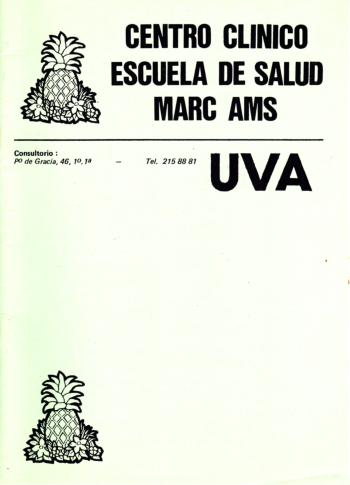 CENTRO CLINICO
ESCUELA DE SALUD
MARC AMS
Consultorio :
Pº de Gracia, 46, 1º, 1ª – Tel. 215 88 81
UVA